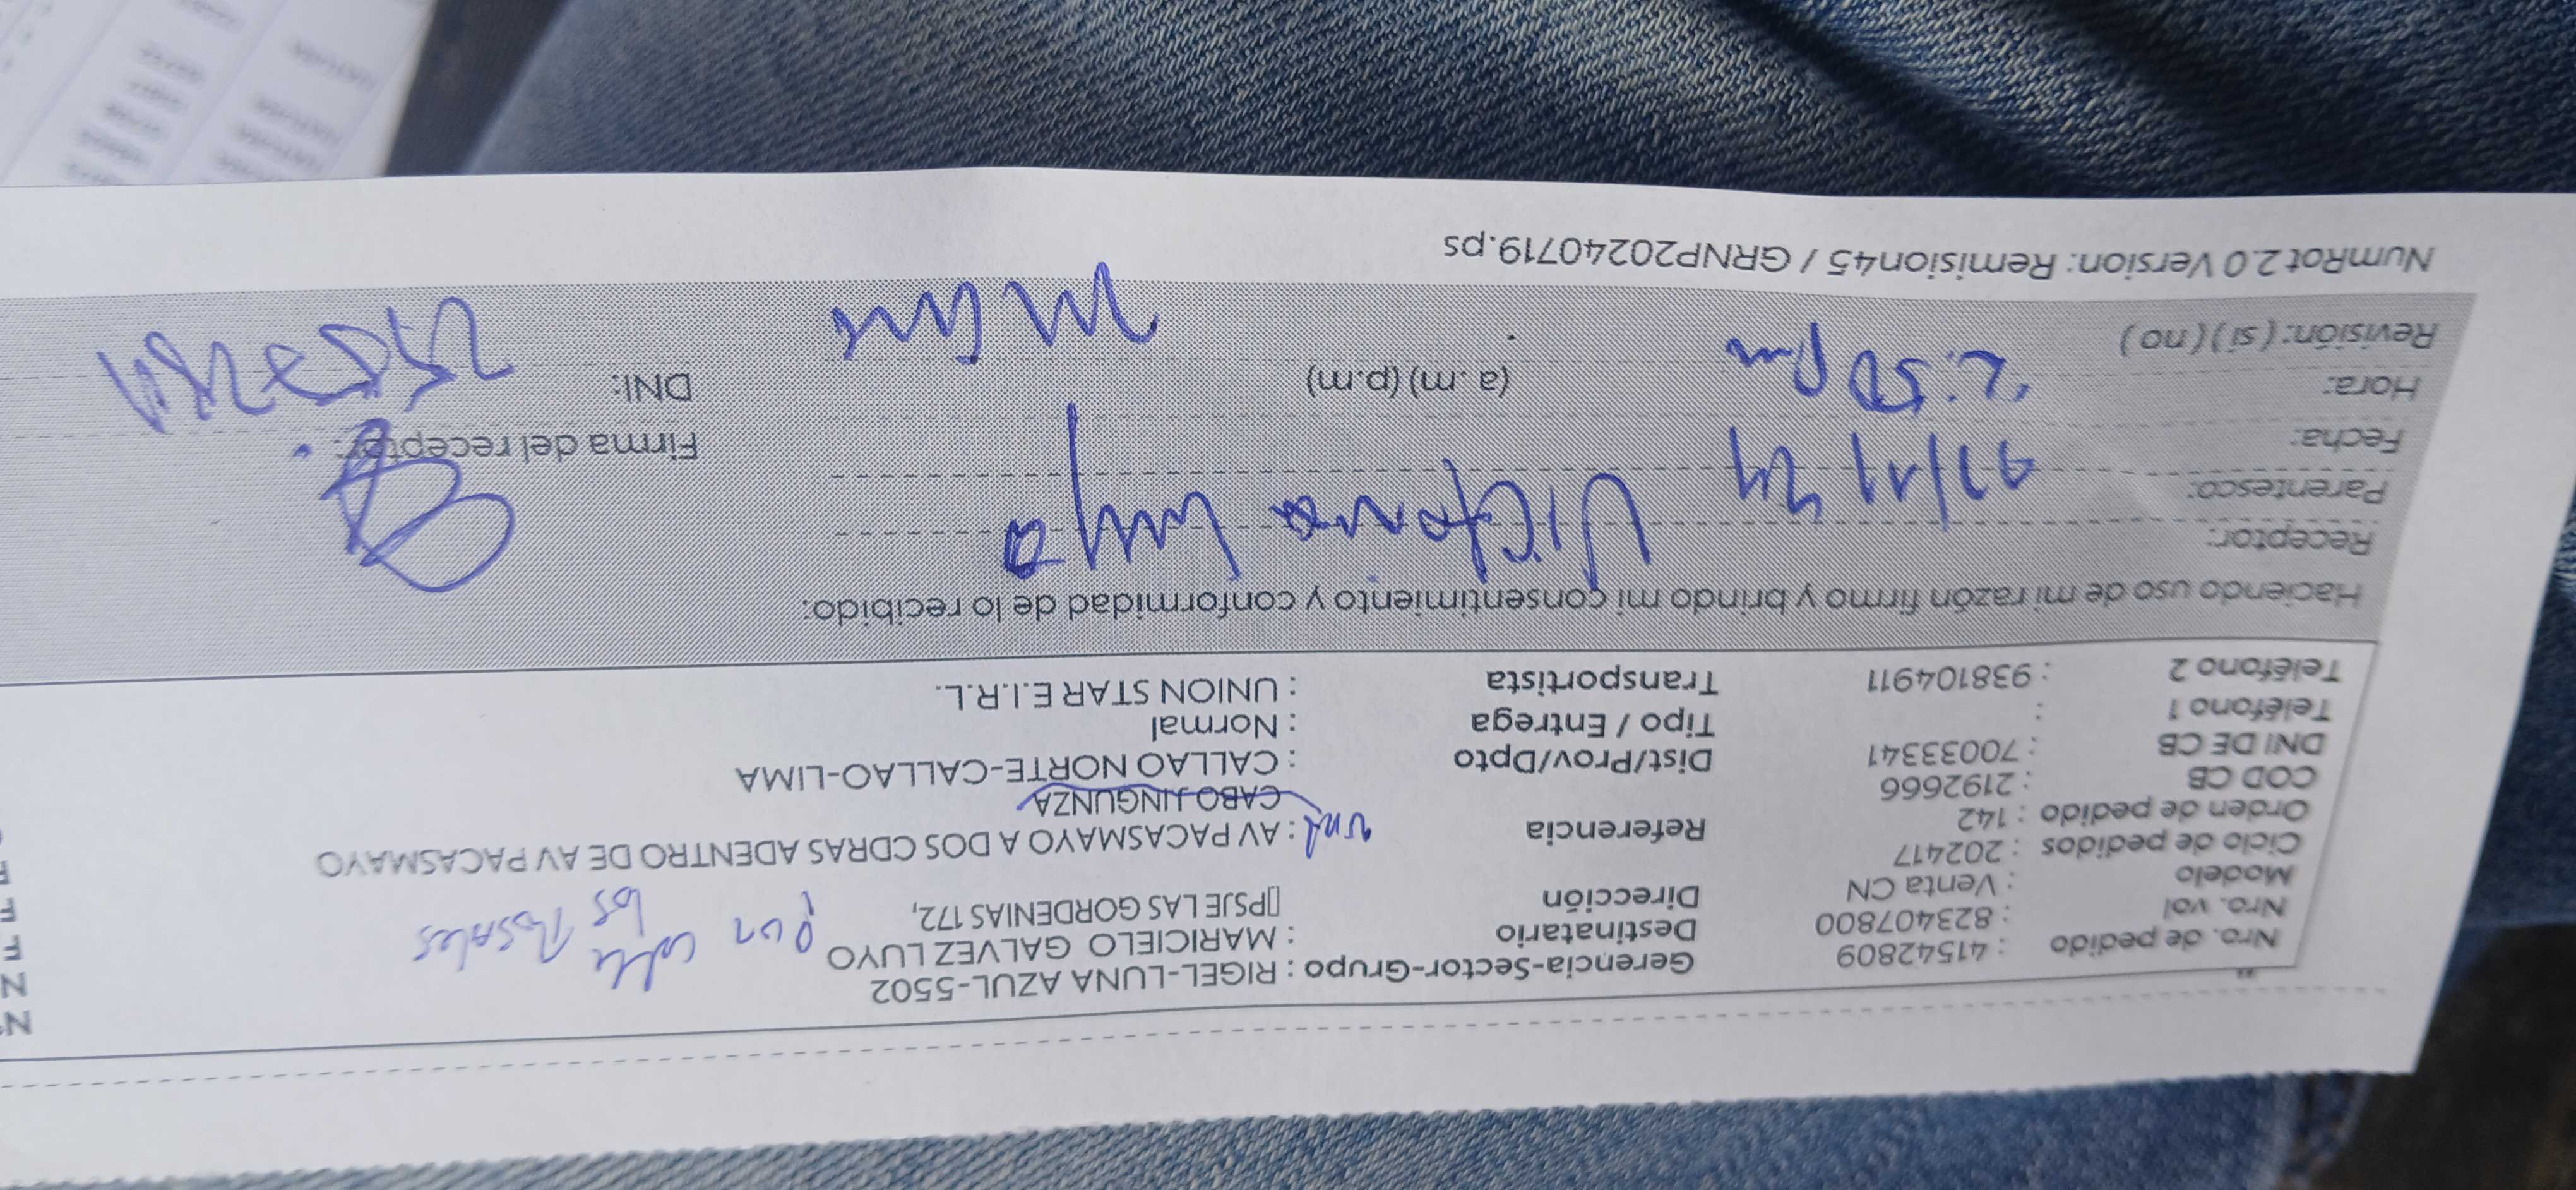 Gerencia-Sector-Grupo : RIGEL-LUNA AZUL-5502
Nro. de pedido : 41542809 Destinatario : MARICIELO GALVEZ LUYO
Nro. vol : 823407800 Dirección : PSJE LAS GORDENIAS 172,
por calle los Rosales
Modelo : Venta CN
Ciclo de pedidos : 202417 Referencia : AV PACASMAYO A DOS CDRAS ADENTRO DE AV PACASMAYO
Orden de pedido : 142 CABO JINGUNZA
COD CB : 2192666 Dist/Prov/Dpto : CALLAO NORTE-CALLAO-LIMA
DNI DE CB : 70033341 Tipo / Entrega : Normal
Teléfono 1 : Transportista : UNION STAR E.I.R.L.
Teléfono 2 : 938104911
Haciendo uso de mi razón firmo y brindo mi consentimiento y conformidad de lo recibido:
Receptor: Victoria Luyo
Parentesco:
Fecha: Firma del receptor:
Hora: 2:50 pm (a.m) (p.m) DNI:
Revisión: (si) (no)
NumRot 2.0 Version: Remision45 / GRNP20240719.ps